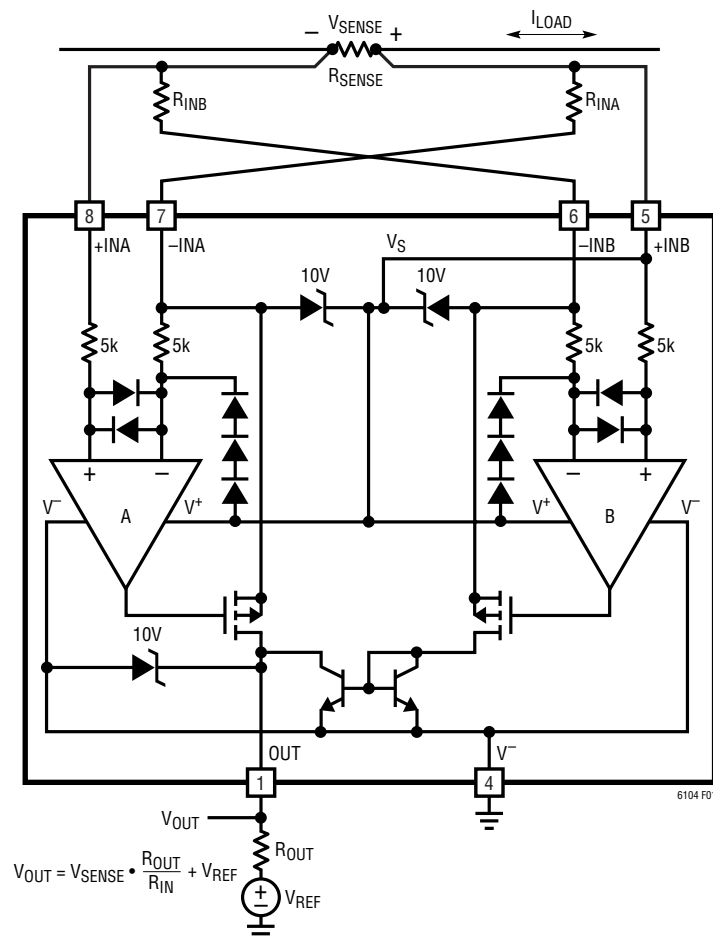 – VSENSE +
ILOAD
RSENSE
RINB
RINA
8
7
6
5
+INA
–INA
VS
–INB
+INB
10V
10V
5k
5k
5k
5k
+
–
–
+
V–
A
V+
V+
B
V–
10V
OUT
V–
1
4
6104 F01
VOUT
ROUT
VOUT = VSENSE • ROUT/RIN + VREF
+
–
VREF